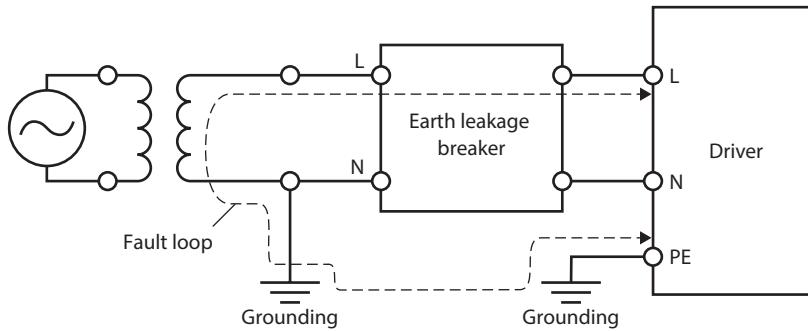 L
Earth leakage
breaker
N
L
Driver
N
PE
Fault loop
Grounding
Grounding